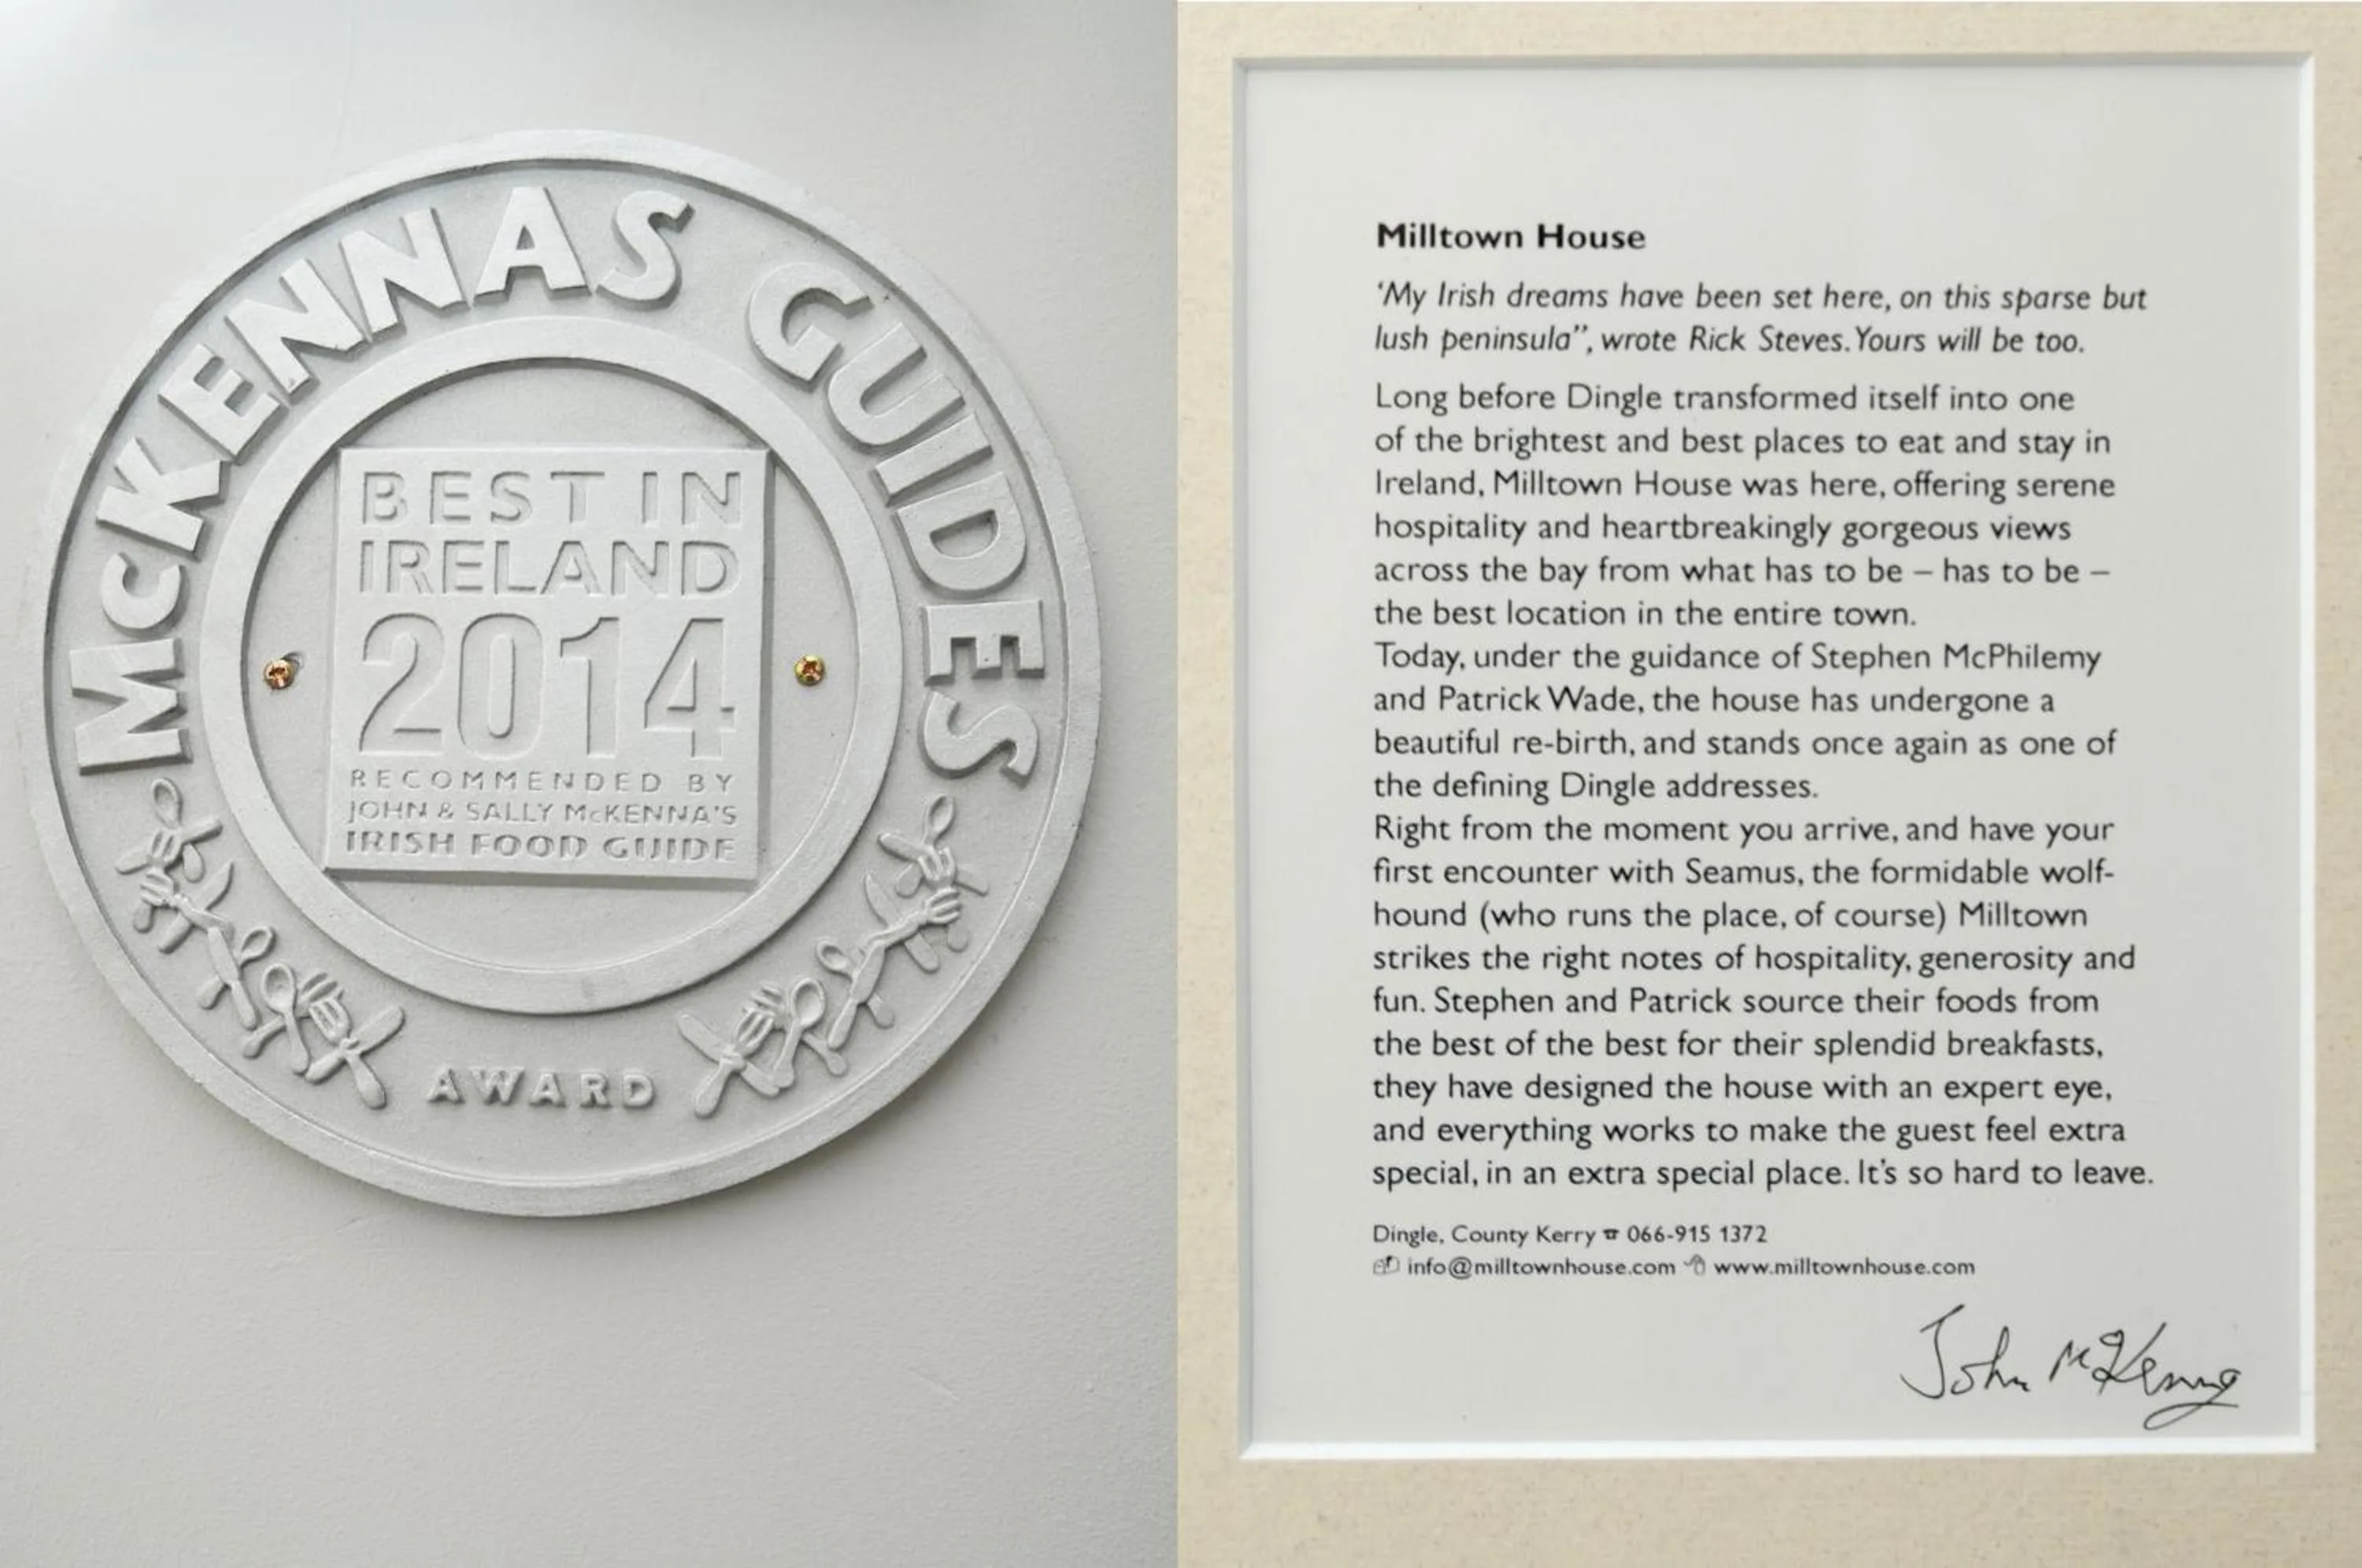 McKENNAS GUIDES
BEST IN
IRELAND
2014
RECOMMENDED BY
JOHN & SALLY McKENNA'S
IRISH FOOD GUIDE
AWARD
Milltown House
‘My Irish dreams have been set here, on this sparse but
lush peninsula”, wrote Rick Steves. Yours will be too.
Long before Dingle transformed itself into one
of the brightest and best places to eat and stay in
Ireland, Milltown House was here, offering serene
hospitality and heartbreakingly gorgeous views
across the bay from what has to be – has to be –
the best location in the entire town.
Today, under the guidance of Stephen McPhilemy
and Patrick Wade, the house has undergone a
beautiful re-birth, and stands once again as one of
the defining Dingle addresses.
Right from the moment you arrive, and have your
first encounter with Seamus, the formidable wolf-
hound (who runs the place, of course) Milltown
strikes the right notes of hospitality, generosity and
fun. Stephen and Patrick source their foods from
the best of the best for their splendid breakfasts,
they have designed the house with an expert eye,
and everything works to make the guest feel extra
special, in an extra special place. It’s so hard to leave.
Dingle, County Kerry ☎ 066-915 1372
info@milltownhouse.com www.milltownhouse.com
John McKenna